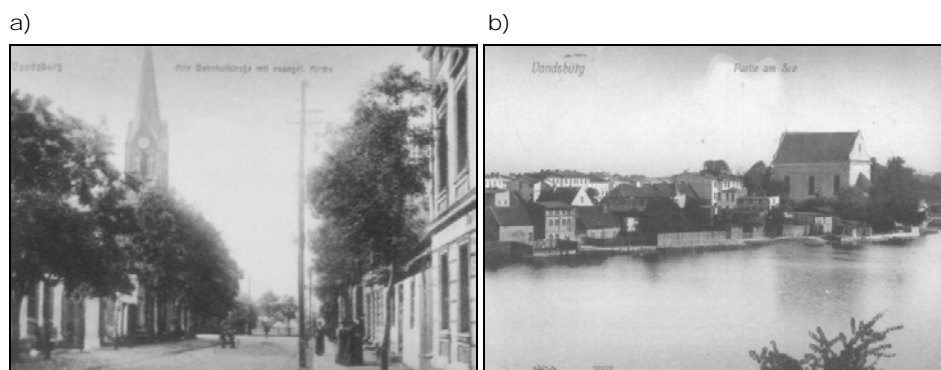 a)
b)
Vandsburg
Alte Bahnhofstraße mit evangel. Kirche
Vandsburg
Partie am See